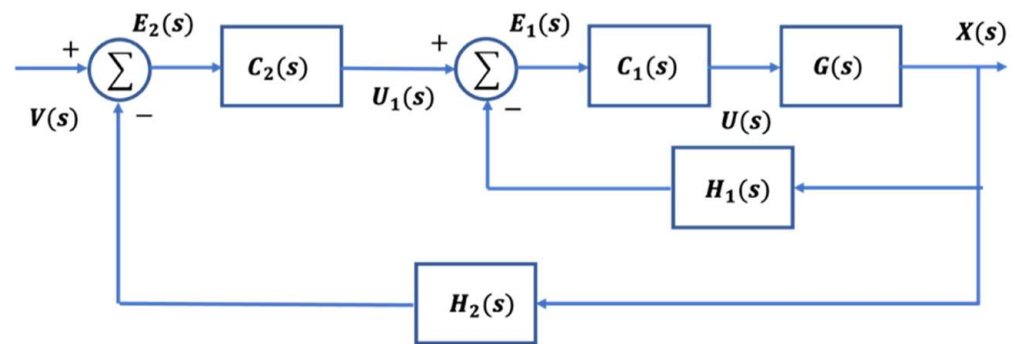 E₂(s)
E₁(s)
X(s)
+
∑
C₂(s)
+
∑
C₁(s)
G(s)
V(s)
−
U₁(s)
−
U(s)
H₁(s)
H₂(s)